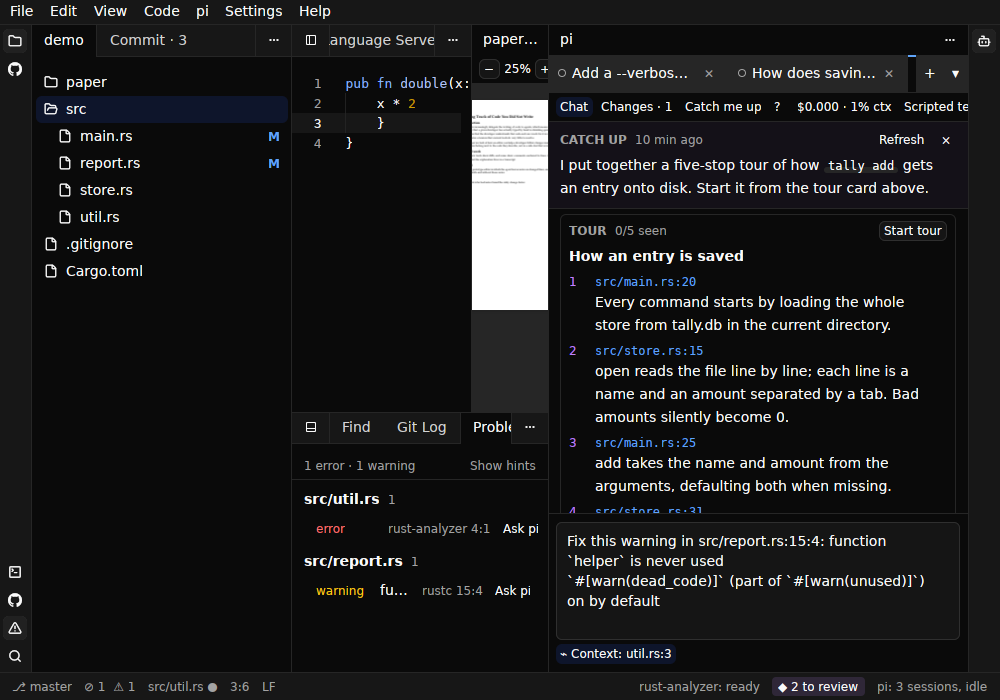 File Edit View Code pi Settings Help
demo Commit · 3 ···
paper
src
main.rs M
report.rs M
store.rs
util.rs
.gitignore
Cargo.toml
anguage Serve ···
1 pub fn double(x:
2 x * 2
3 }
4 }
paper...
− 25% +
Find Git Log Proble ···
1 error · 1 warning Show hints
src/util.rs 1
error rust-analyzer 4:1 Ask pi
src/report.rs 1
warning fu... rustc 15:4 Ask pi
pi ···
Add a --verbos... × How does savin... × + ▾
Chat Changes · 1 Catch me up ? $0.000 · 1% ctx Scripted te
CATCH UP 10 min ago Refresh ×
I put together a five-stop tour of how tally add gets
an entry onto disk. Start it from the tour card above.
TOUR 0/5 seen Start tour
How an entry is saved
1 src/main.rs:20
Every command starts by loading the whole
store from tally.db in the current directory.
2 src/store.rs:15
open reads the file line by line; each line is a
name and an amount separated by a tab. Bad
amounts silently become 0.
3 src/main.rs:25
add takes the name and amount from the
arguments, defaulting both when missing.
4 src/store.rs:31
Fix this warning in src/report.rs:15:4: function
`helper` is never used
`#[warn(dead_code)]` (part of `#[warn(unused)]`)
on by default
⌁ Context: util.rs:3
⎇ master ⊘ 1 ⚠ 1 src/util.rs ● 3:6 LF rust-analyzer: ready ◆ 2 to review pi: 3 sessions, idle